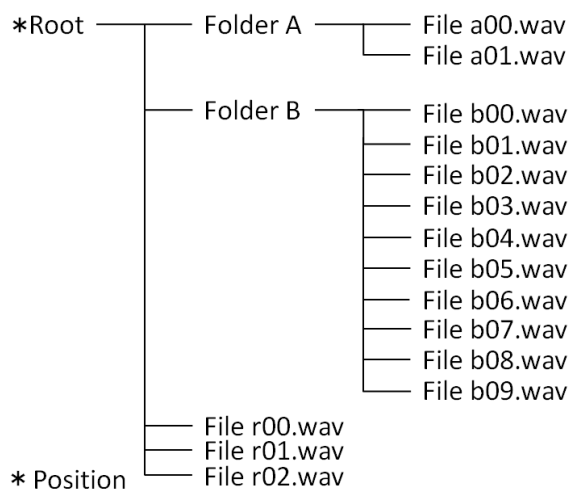 *Root Folder A File a00.wav
File a01.wav
Folder B File b00.wav
File b01.wav
File b02.wav
File b03.wav
File b04.wav
File b05.wav
File b06.wav
File b07.wav
File b08.wav
File b09.wav
File r00.wav
File r01.wav
* Position File r02.wav